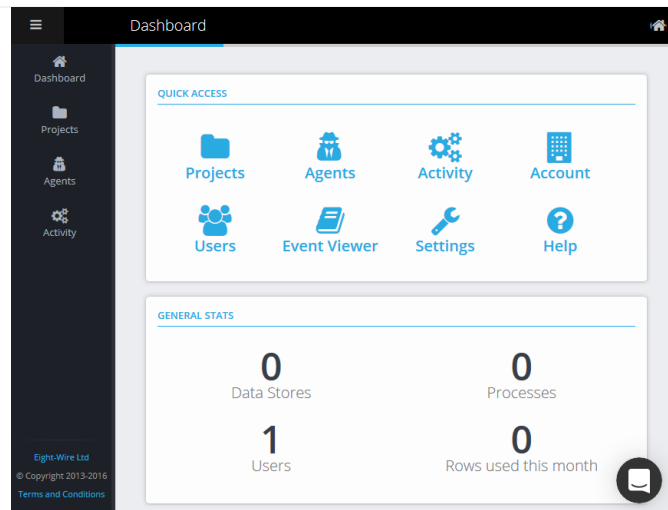 Dashboard
Dashboard
Projects
Agents
Activity
QUICK ACCESS
Projects Agents Activity Account
Users Event Viewer Settings Help
GENERAL STATS
0 0
Data Stores Processes
1 0
Users Rows used this month
Eight-Wire Ltd
© Copyright 2013-2016
Terms and Conditions